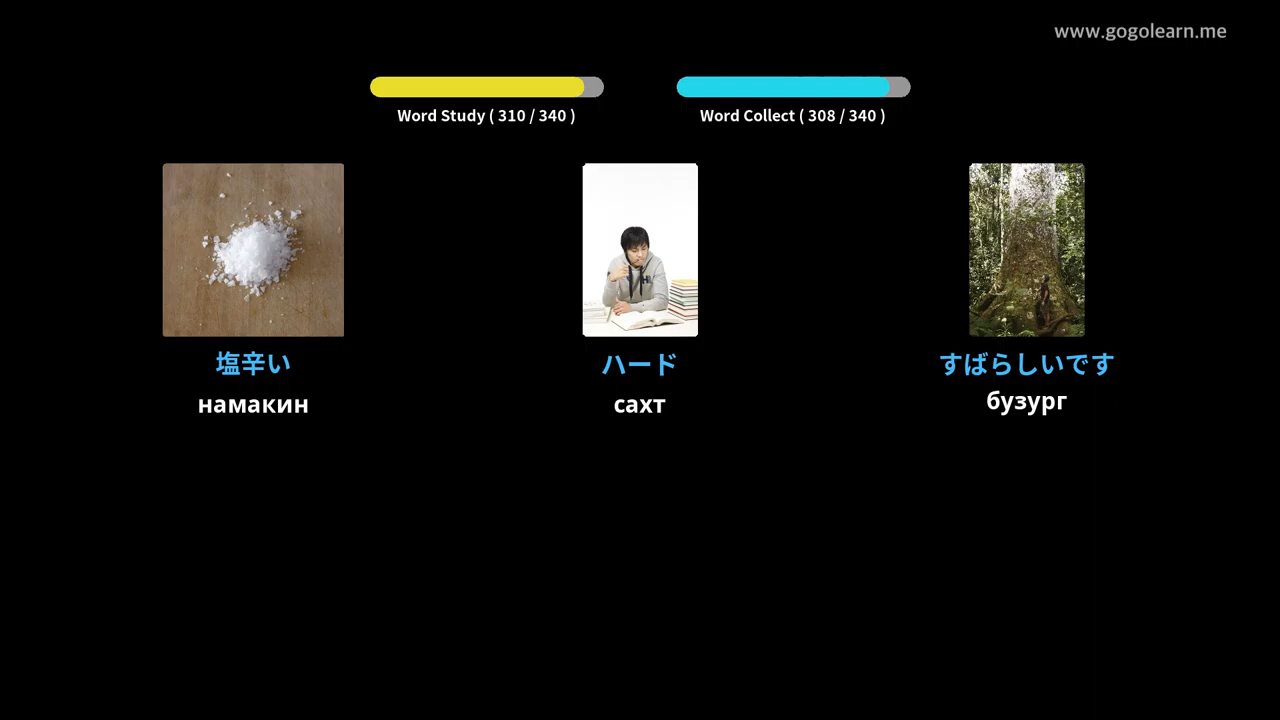 www.gogolearn.me
Word Study ( 310 / 340 )
Word Collect ( 308 / 340 )
塩辛い
ハード
すばらしいです
намакин
сахт
бузург